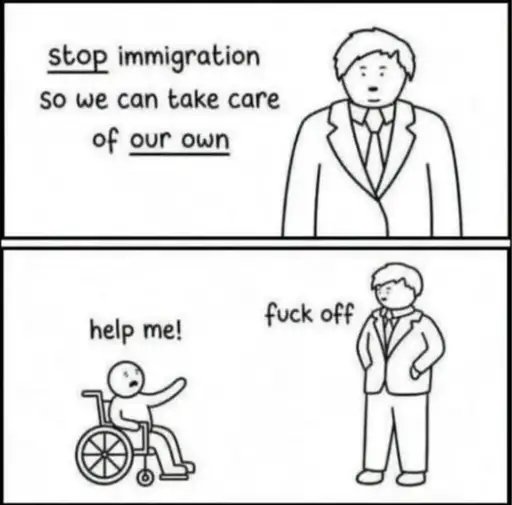 stop immigration
so we can take care
of our own
help me!
fuck off